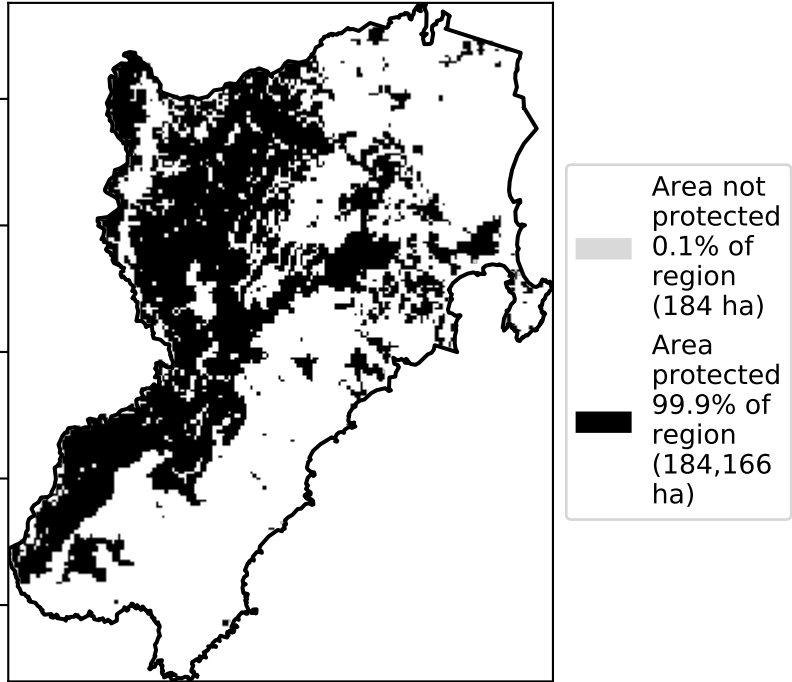 Area not
protected
0.1% of
region
(184 ha)
Area
protected
99.9% of
region
(184,166
ha)